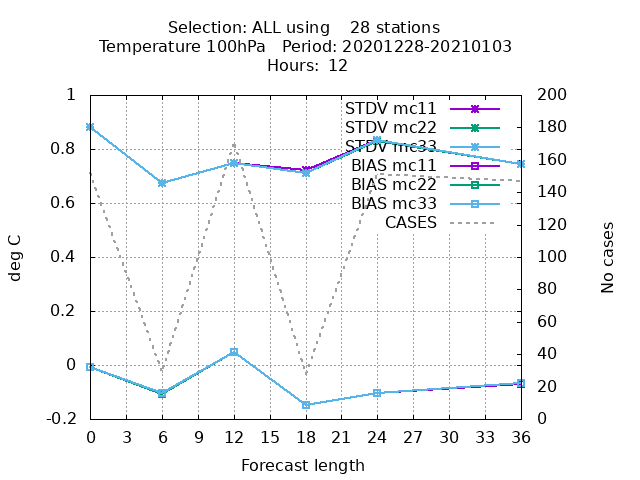 Selection: ALL using    28 stations
Temperature 100hPa   Period: 20201228-20210103
Hours: 12
STDV mc11
STDV mc22
STDV mc33
BIAS mc11
BIAS mc22
BIAS mc33
CASES
deg C
1
0.8
0.6
0.4
0.2
0
-0.2
No cases
200
180
160
140
120
100
80
60
40
20
0
0 3 6 9 12 15 18 21 24 27 30 33 36
Forecast length